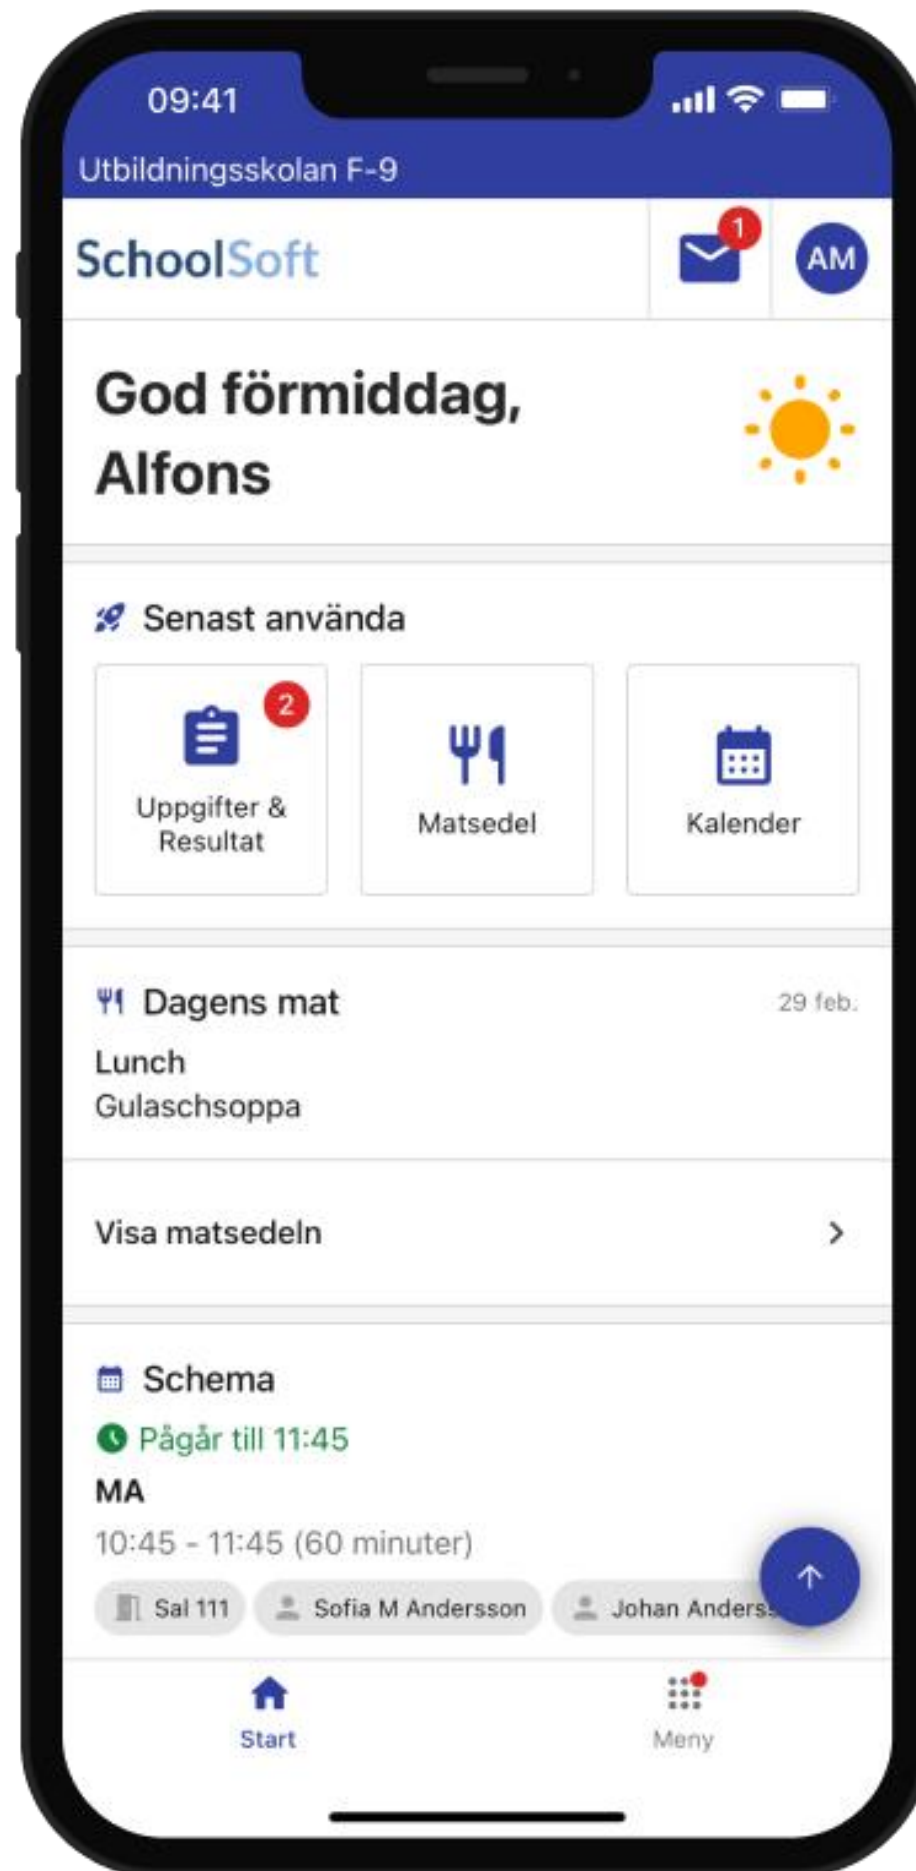 09:41
Utbildningsskolan F-9
SchoolSoft
1
AM
God förmiddag,
Alfons
Senast använda
2
Uppgifter &
Resultat
Matsedel
Kalender
Dagens mat
29 feb.
Lunch
Gulaschsoppa
Visa matsedeln
Schema
Pågår till 11:45
MA
10:45 - 11:45 (60 minuter)
Sal 111 Sofia M Andersson Johan
Start
Meny